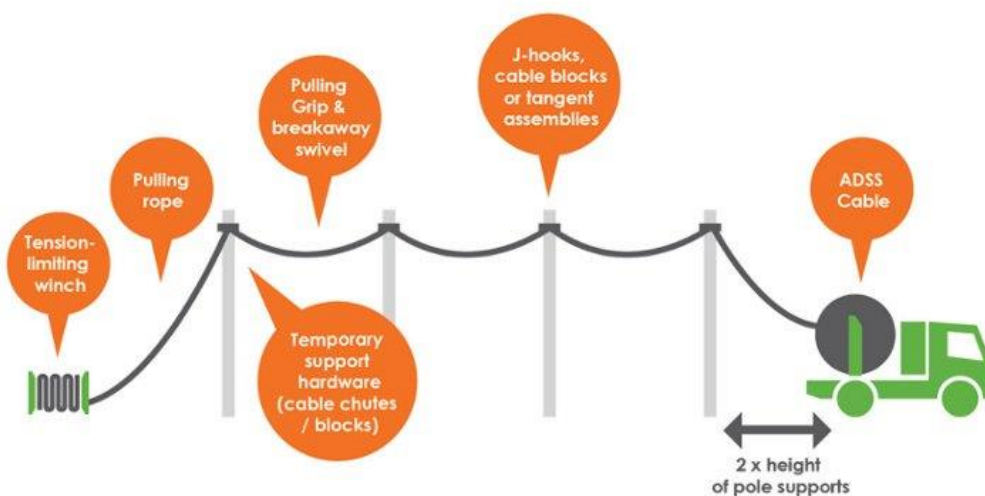 Tension-
limiting
winch
Pulling
rope
Pulling
Grip &
breakaway
swivel
Temporary
support
hardware
(cable chutes
/ blocks)
J-hooks,
cable blocks
or tangent
assemblies
ADSS
Cable
2 x height
of pole supports